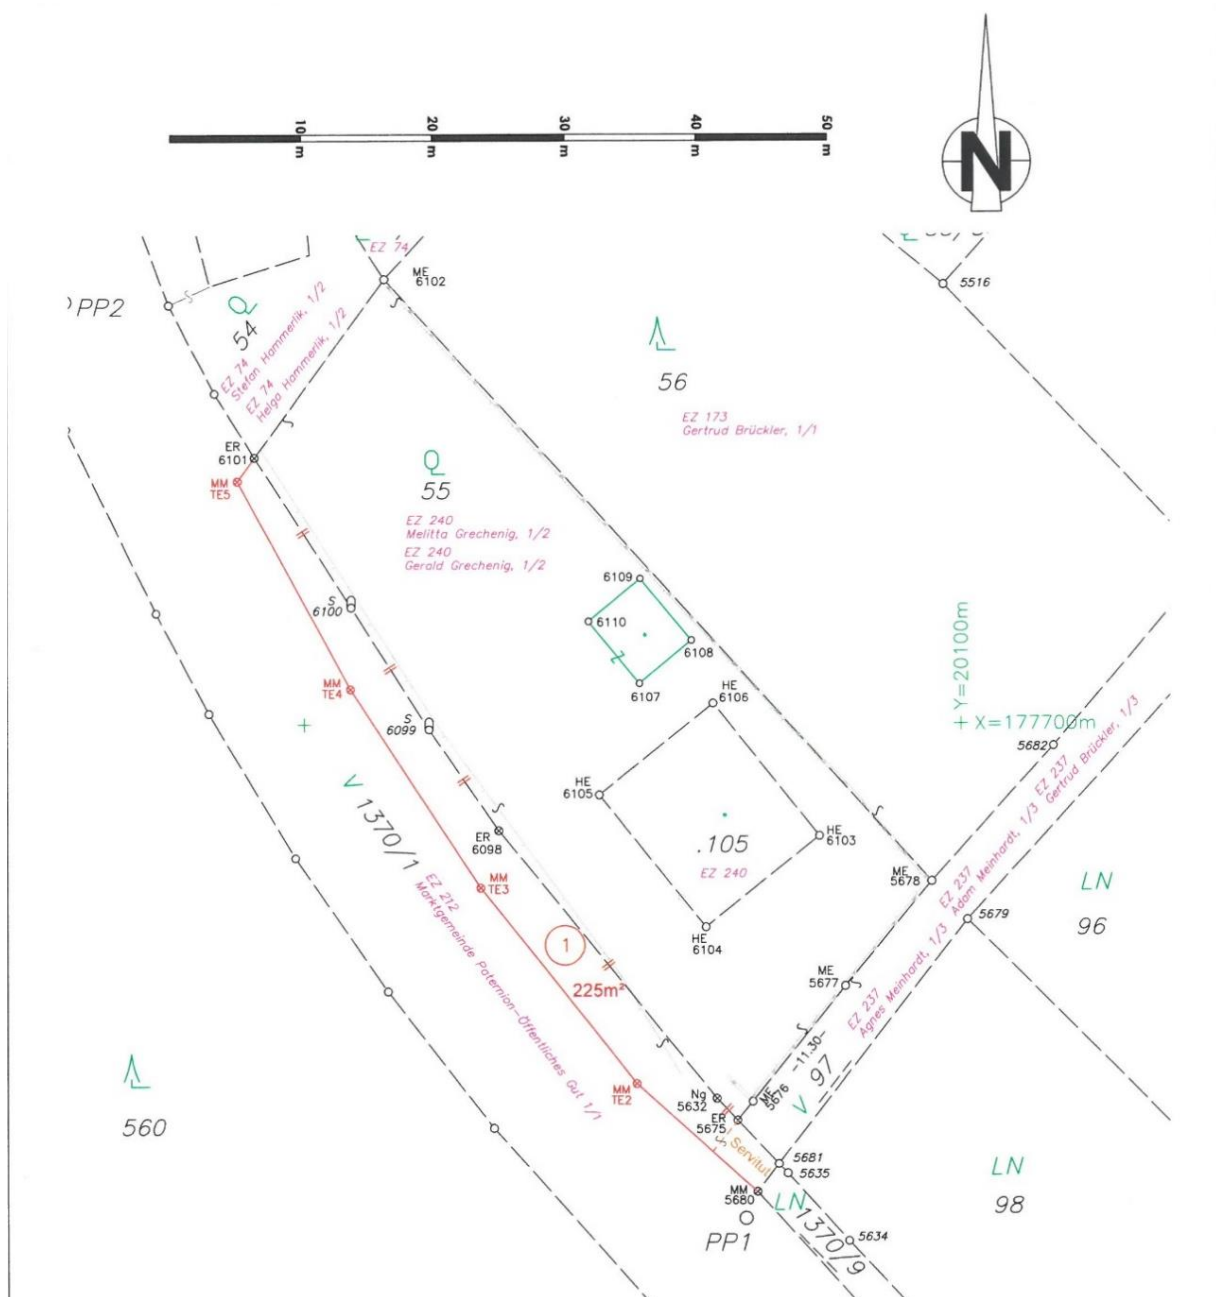 10m
20m
30m
40m
50m
N
EZ 74
ME
6102
5516
PP2
54
EZ 74
Stefan Hammerlik, 1/2
EZ 74
Helga Hammerlik, 1/2
56
EZ 173
Gertrud Brückler, 1/1
ER
6101
MM
TE5
55
EZ 240
Melitta Grechenig, 1/2
EZ 240
Gerald Grechenig, 1/2
6109
S
6100
6110
6108
6107
MM
TE4
HE
6106
S
6099
Y=20100m
X=177700m
5682
EZ 237
Gertrud Brückler, 1/3
HE
6105
V 1370/1
ER
6098
HE
6103
.105
EZ 240
ME
5678
EZ 237
Adam Meinhardt, 1/3
LN
96
MM
TE3
EZ 212
Marktgemeinde Paternion-Öffentliches Gut 1/1
5679
HE
6104
1
225m²
ME
5677
EZ 237
Agnes Meinhardt, 1/3
-11.30-
560
MM
TE2
Ng
5632
ME
5676
V 97
ER
5675
Servitut
5681
5635
LN
98
MM
5680
LN
PP1
1370/9
5634